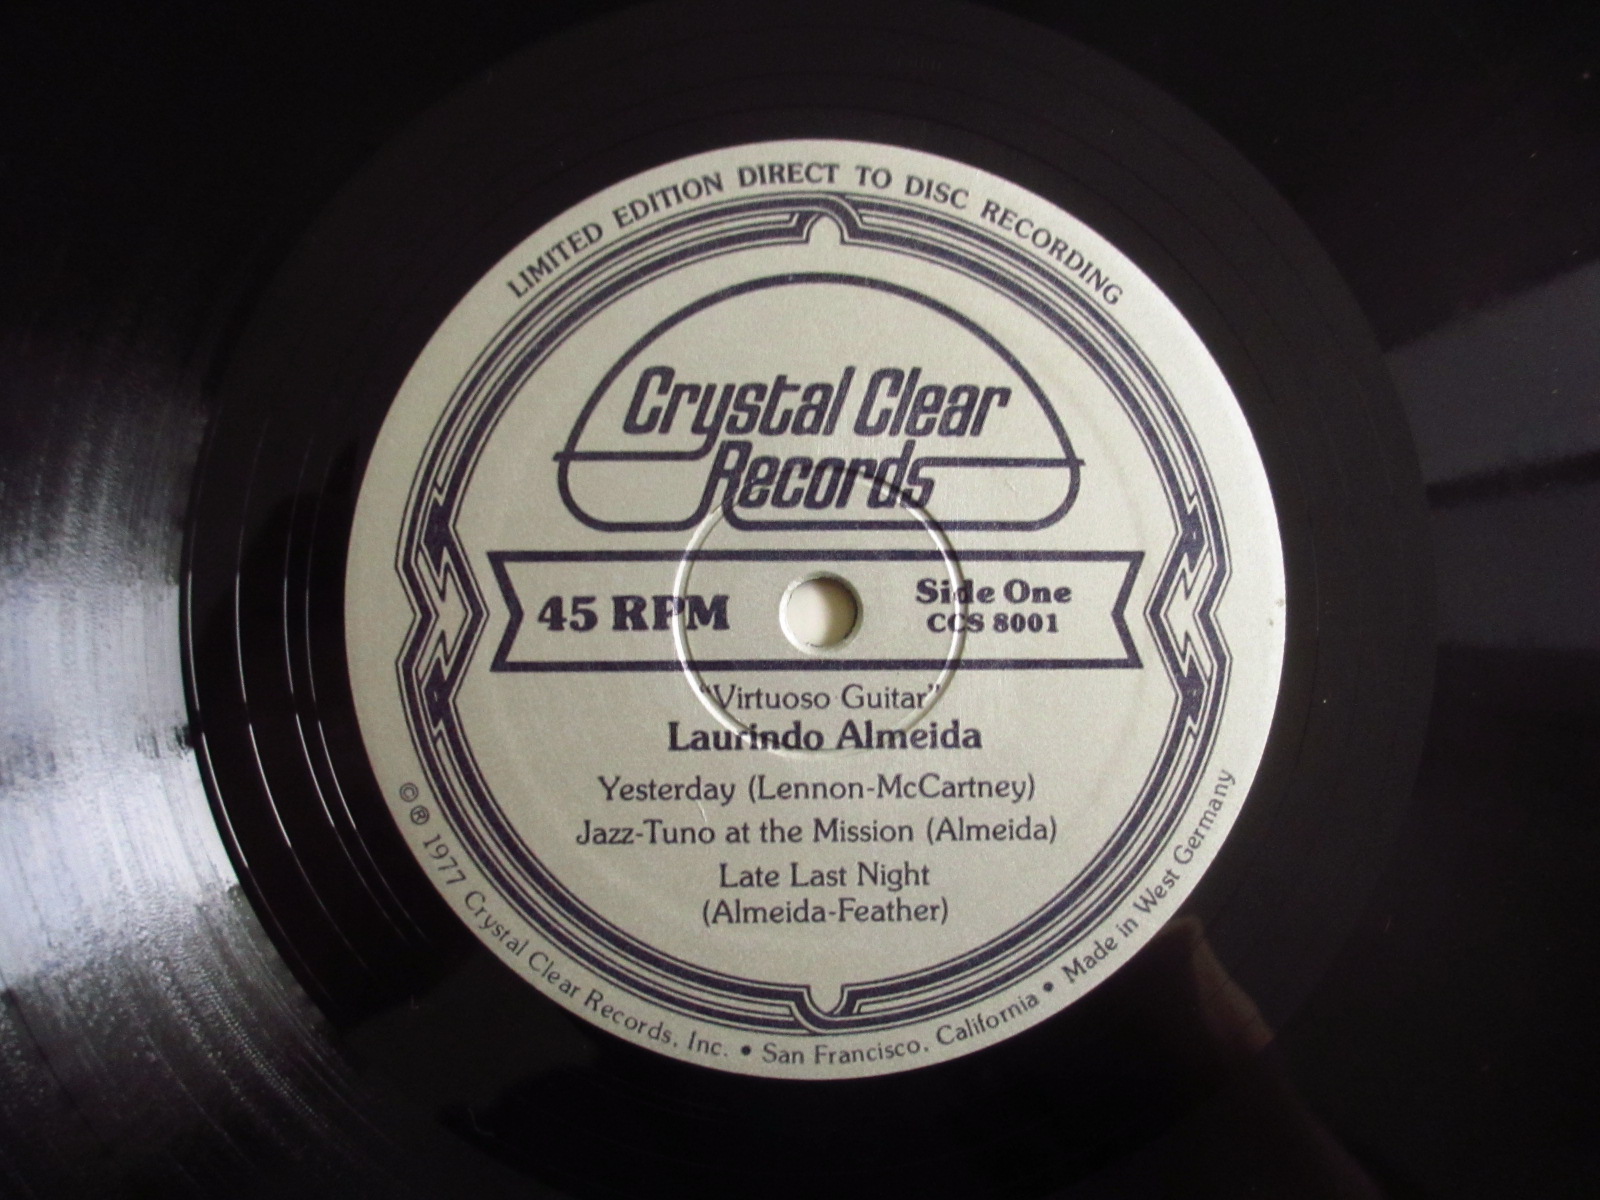 LIMITED EDITION DIRECT TO DISC RECORDING
Crystal Clear
Records
45 RPM
Side One
CCS 8001
"Virtuoso Guitar"
Laurindo Almeida
Yesterday (Lennon-McCartney)
Jazz-Tuno at the Mission (Almeida)
Late Last Night
(Almeida-Feather)
©® 1977 Crystal Clear Records, Inc. • San Francisco, California • Made in West Germany